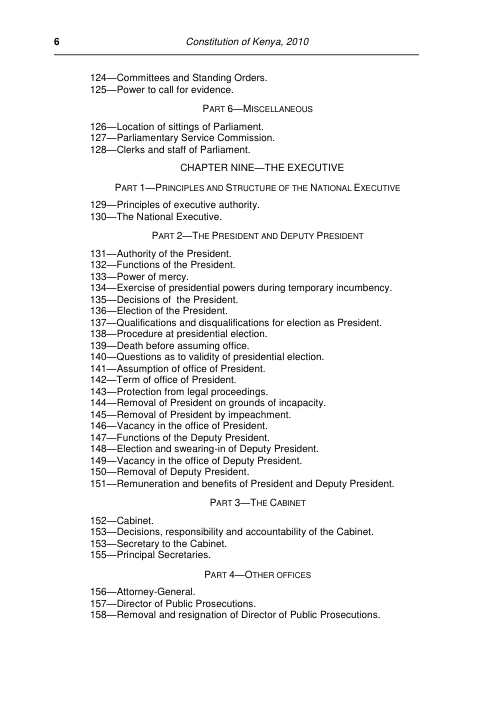 6 Constitution of Kenya, 2010
124—Committees and Standing Orders.
125—Power to call for evidence.
PART 6—MISCELLANEOUS
126—Location of sittings of Parliament.
127—Parliamentary Service Commission.
128—Clerks and staff of Parliament.
CHAPTER NINE—THE EXECUTIVE
PART 1—PRINCIPLES AND STRUCTURE OF THE NATIONAL EXECUTIVE
129—Principles of executive authority.
130—The National Executive.
PART 2—THE PRESIDENT AND DEPUTY PRESIDENT
131—Authority of the President.
132—Functions of the President.
133—Power of mercy.
134—Exercise of presidential powers during temporary incumbency.
135—Decisions of the President.
136—Election of the President.
137—Qualifications and disqualifications for election as President.
138—Procedure at presidential election.
139—Death before assuming office.
140—Questions as to validity of presidential election.
141—Assumption of office of President.
142—Term of office of President.
143—Protection from legal proceedings.
144—Removal of President on grounds of incapacity.
145—Removal of President by impeachment.
146—Vacancy in the office of President.
147—Functions of the Deputy President.
148—Election and swearing-in of Deputy President.
149—Vacancy in the office of Deputy President.
150—Removal of Deputy President.
151—Remuneration and benefits of President and Deputy President.
PART 3—THE CABINET
152—Cabinet.
153—Decisions, responsibility and accountability of the Cabinet.
153—Secretary to the Cabinet.
155—Principal Secretaries.
PART 4—OTHER OFFICES
156—Attorney-General.
157—Director of Public Prosecutions.
158—Removal and resignation of Director of Public Prosecutions.